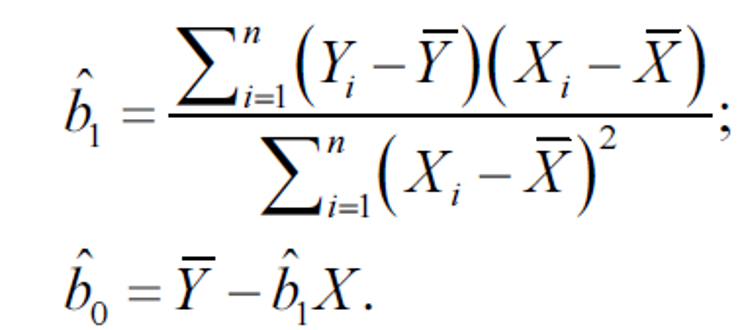 b̂₁ = ∑ⁿᵢ₌₁(Yᵢ − Y̅)(Xᵢ − X̅) / ∑ⁿᵢ₌₁(Xᵢ − X̅)²;
b̂₀ = Y̅ − b̂₁X.